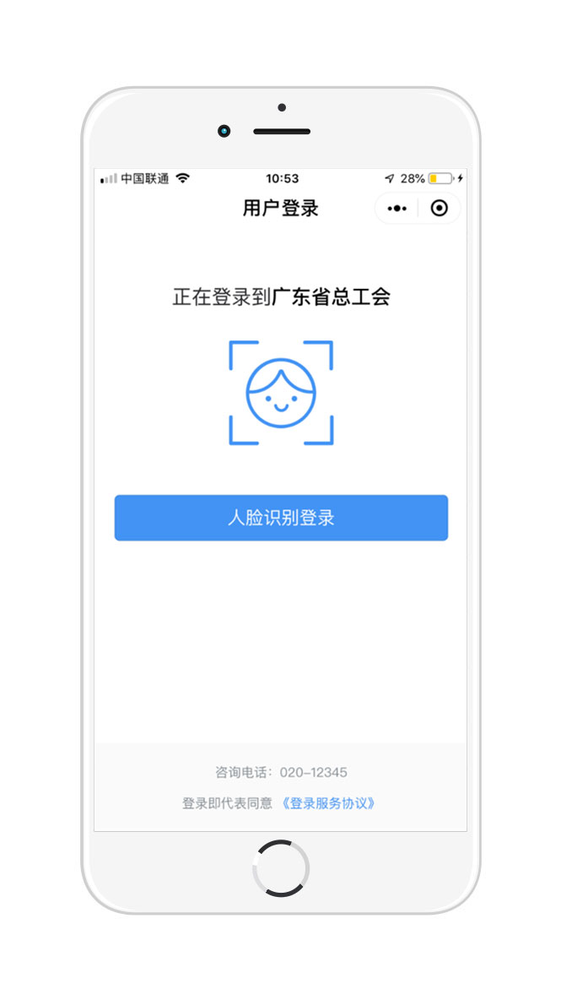 中国联通 10:53 28%
用户登录
正在登录到广东省总工会
人脸识别登录
咨询电话：020-12345
登录即代表同意 《登录服务协议》